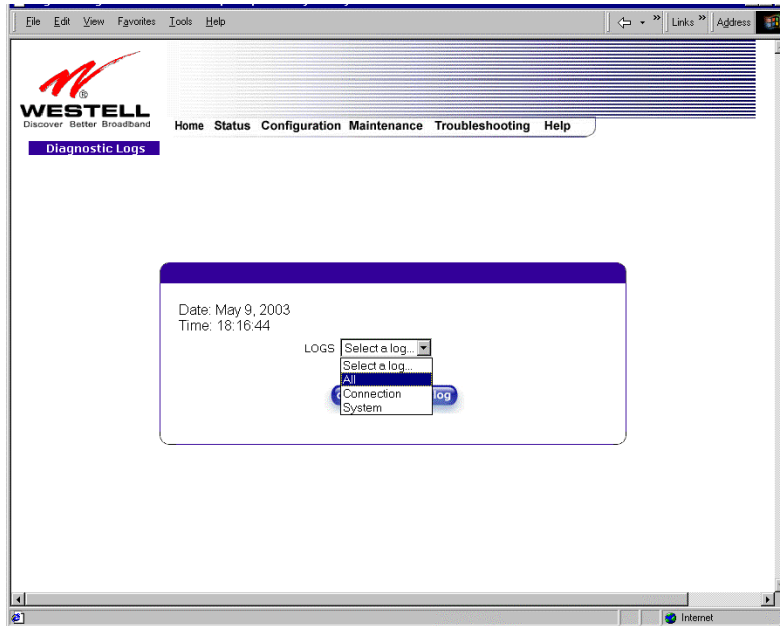 File Edit View Favorites Tools Help
Links Address
WESTELL
Discover Better Broadband
Home Status Configuration Maintenance Troubleshooting Help
Diagnostic Logs
Date: May 9, 2003
Time: 18:16:44
LOGS Select a log...
Select a log...
All
Connection
System
log
Internet